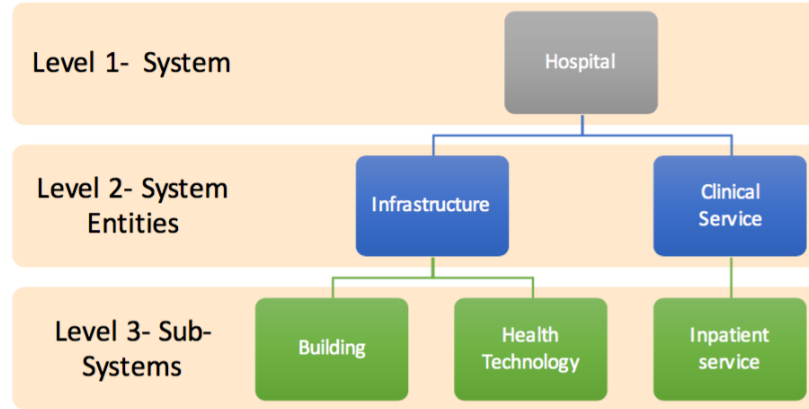 Level 1- System
Hospital
Level 2- System
Entities
Infrastructure
Clinical
Service
Level 3- Sub-
Systems
Building
Health
Technology
Inpatient
service